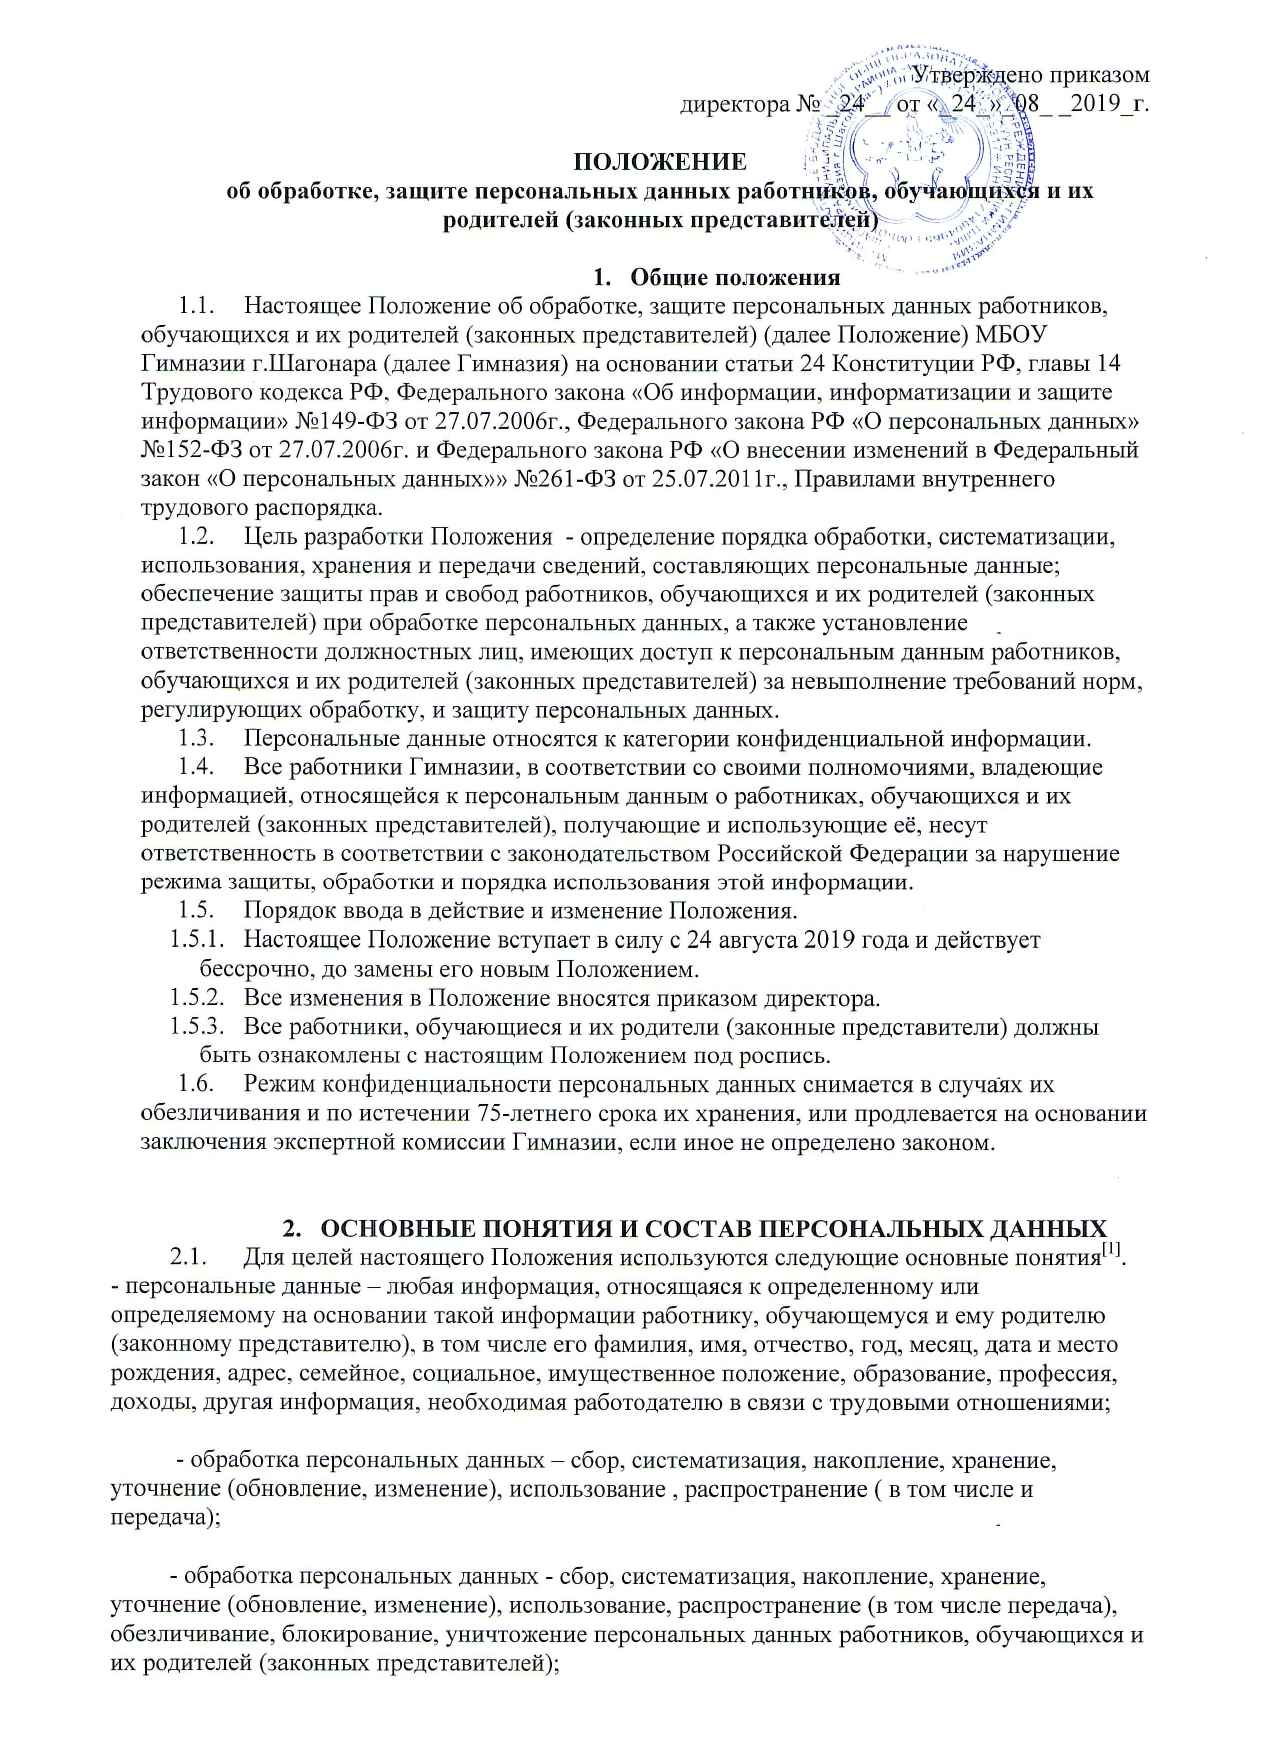 Утверждено приказом
директора № _24__ от «_24_»_08_ _2019_г.
ПОЛОЖЕНИЕ
об обработке, защите персональных данных работников, обучающихся и их
родителей (законных представителей)
1. Общие положения
1.1. Настоящее Положение об обработке, защите персональных данных работников,
обучающихся и их родителей (законных представителей) (далее Положение) МБОУ
Гимназии г.Шагонара (далее Гимназия) на основании статьи 24 Конституции РФ, главы 14
Трудового кодекса РФ, Федерального закона «Об информации, информатизации и защите
информации» №149-ФЗ от 27.07.2006г., Федерального закона РФ «О персональных данных»
№152-ФЗ от 27.07.2006г. и Федерального закона РФ «О внесении изменений в Федеральный
закон «О персональных данных»» №261-ФЗ от 25.07.2011г., Правилами внутреннего
трудового распорядка.
1.2. Цель разработки Положения - определение порядка обработки, систематизации,
использования, хранения и передачи сведений, составляющих персональные данные;
обеспечение защиты прав и свобод работников, обучающихся и их родителей (законных
представителей) при обработке персональных данных, а также установление
ответственности должностных лиц, имеющих доступ к персональным данным работников,
обучающихся и их родителей (законных представителей) за невыполнение требований норм,
регулирующих обработку, и защиту персональных данных.
1.3. Персональные данные относятся к категории конфиденциальной информации.
1.4. Все работники Гимназии, в соответствии со своими полномочиями, владеющие
информацией, относящейся к персональным данным о работниках, обучающихся и их
родителей (законных представителей), получающие и использующие её, несут
ответственность в соответствии с законодательством Российской Федерации за нарушение
режима защиты, обработки и порядка использования этой информации.
1.5. Порядок ввода в действие и изменение Положения.
1.5.1. Настоящее Положение вступает в силу с 24 августа 2019 года и действует
бессрочно, до замены его новым Положением.
1.5.2. Все изменения в Положение вносятся приказом директора.
1.5.3. Все работники, обучающиеся и их родители (законные представители) должны
быть ознакомлены с настоящим Положением под роспись.
1.6. Режим конфиденциальности персональных данных снимается в случаях их
обезличивания и по истечении 75-летнего срока их хранения, или продлевается на основании
заключения экспертной комиссии Гимназии, если иное не определено законом.
2. ОСНОВНЫЕ ПОНЯТИЯ И СОСТАВ ПЕРСОНАЛЬНЫХ ДАННЫХ
2.1. Для целей настоящего Положения используются следующие основные понятия[1].
- персональные данные – любая информация, относящаяся к определенному или
определяемому на основании такой информации работнику, обучающемуся и ему родителю
(законному представителю), в том числе его фамилия, имя, отчество, год, месяц, дата и место
рождения, адрес, семейное, социальное, имущественное положение, образование, профессия,
доходы, другая информация, необходимая работодателю в связи с трудовыми отношениями;
- обработка персональных данных – сбор, систематизация, накопление, хранение,
уточнение (обновление, изменение), использование , распространение ( в том числе и
передача);
- обработка персональных данных - сбор, систематизация, накопление, хранение,
уточнение (обновление, изменение), использование, распространение (в том числе передача),
обезличивание, блокирование, уничтожение персональных данных работников, обучающихся и
их родителей (законных представителей);